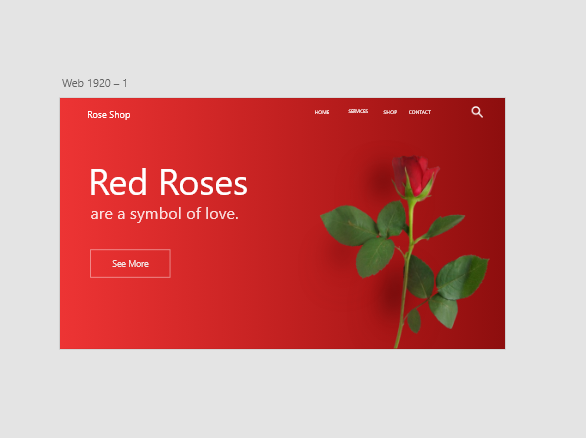 Web 1920 – 1
Rose Shop
HOME SERVICES SHOP CONTACT
Red Roses
are a symbol of love.
See More